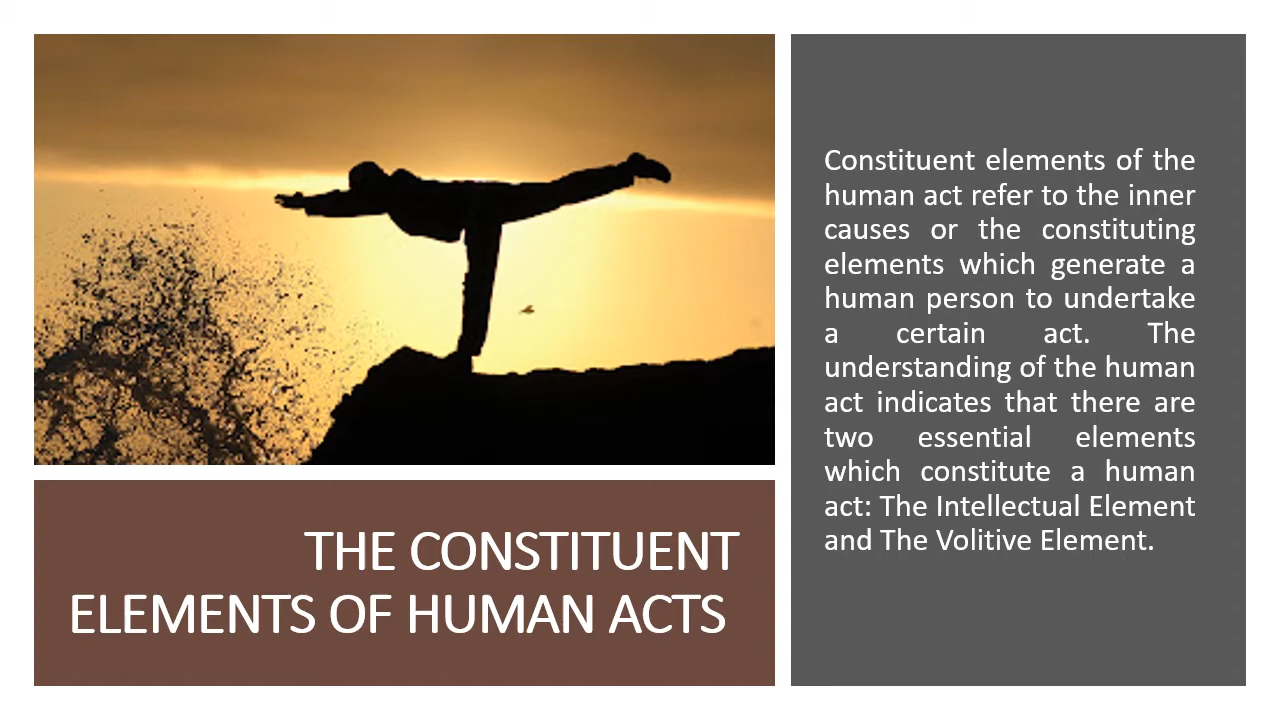 THE CONSTITUENT
ELEMENTS OF HUMAN ACTS
Constituent elements of the
human act refer to the inner
causes or the constituting
elements which generate a
human person to undertake
a certain act. The
understanding of the human
act indicates that there are
two essential elements
which constitute a human
act: The Intellectual Element
and The Volitive Element.